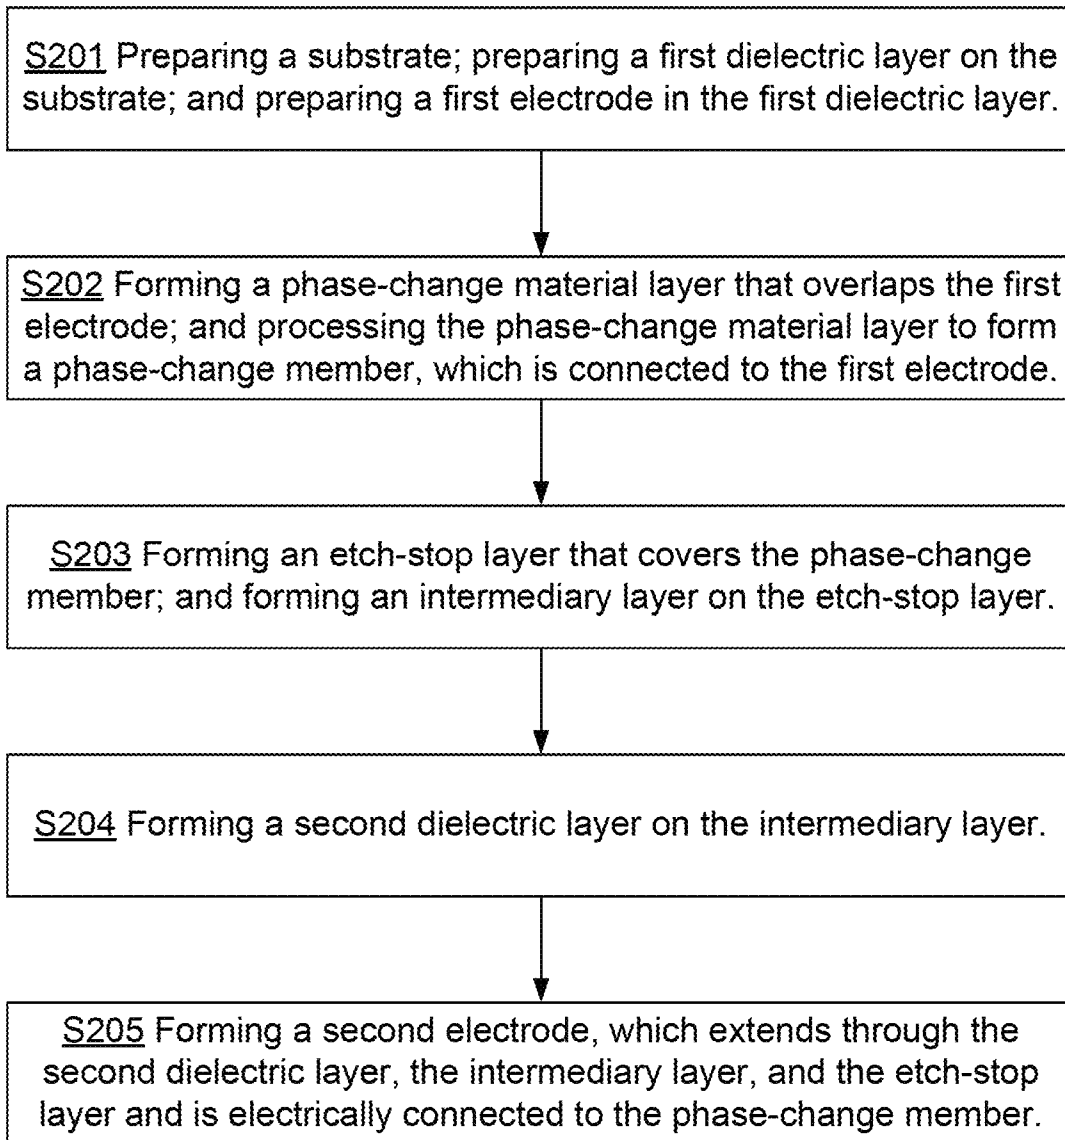 S201 Preparing a substrate; preparing a first dielectric layer on the
substrate; and preparing a first electrode in the first dielectric layer.
S202 Forming a phase-change material layer that overlaps the first
electrode; and processing the phase-change material layer to form
a phase-change member, which is connected to the first electrode.
S203 Forming an etch-stop layer that covers the phase-change
member; and forming an intermediary layer on the etch-stop layer.
S204 Forming a second dielectric layer on the intermediary layer.
S205 Forming a second electrode, which extends through the
second dielectric layer, the intermediary layer, and the etch-stop
layer and is electrically connected to the phase-change member.